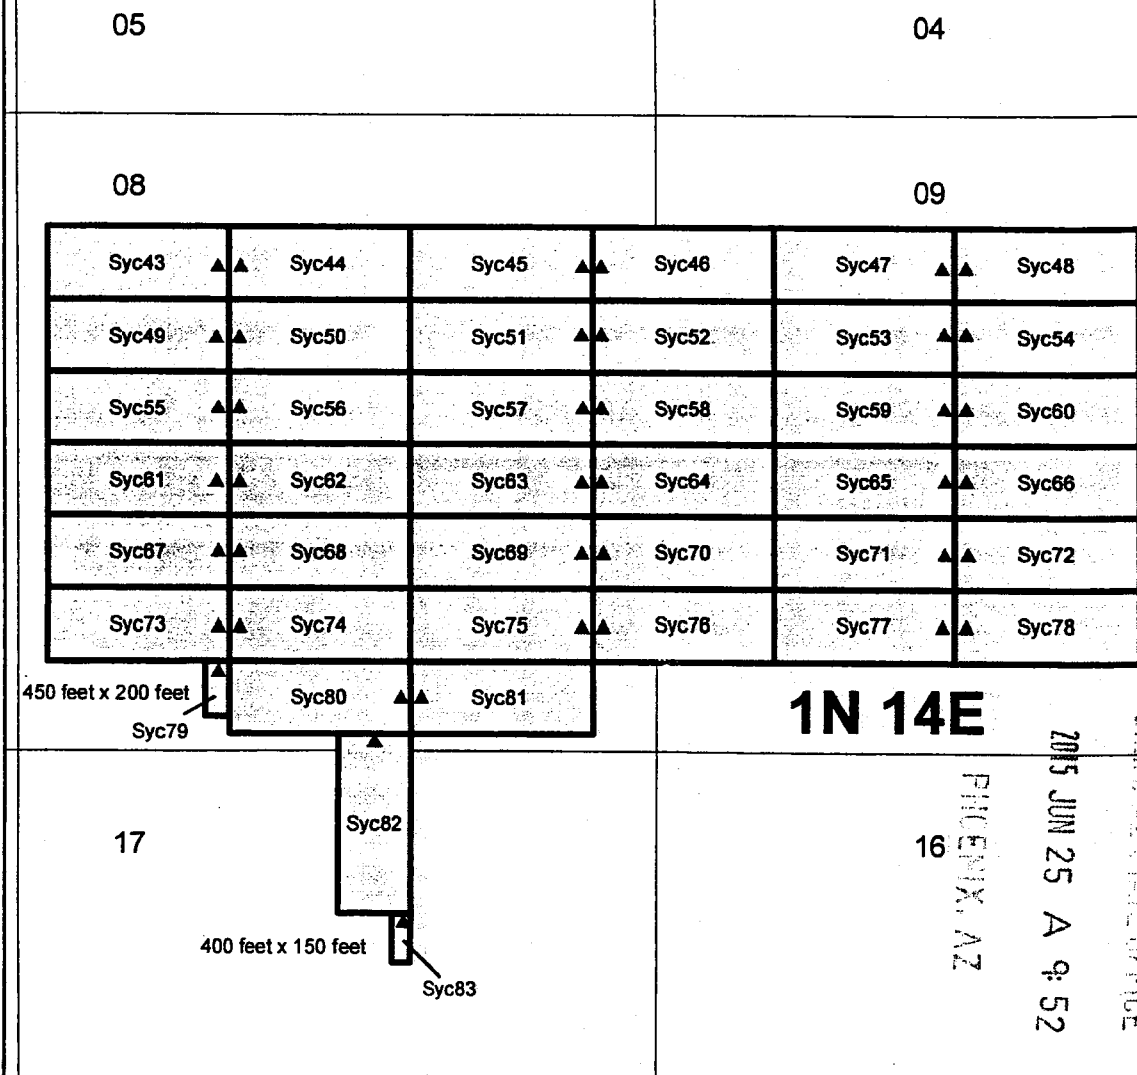 05 04
08 09
Syc43 Syc44 Syc45 Syc46 Syc47 Syc48
Syc49 Syc50 Syc51 Syc52 Syc53 Syc54
Syc55 Syc56 Syc57 Syc58 Syc59 Syc60
Syc61 Syc62 Syc63 Syc64 Syc65 Syc66
Syc67 Syc68 Syc69 Syc70 Syc71 Syc72
Syc73 Syc74 Syc75 Syc76 Syc77 Syc78
450 feet x 200 feet Syc80 Syc81
Syc79
1N 14E
Syc82
17 16
400 feet x 150 feet
Syc83
2015 JUN 25 A 9:52
PHOENIX, AZ